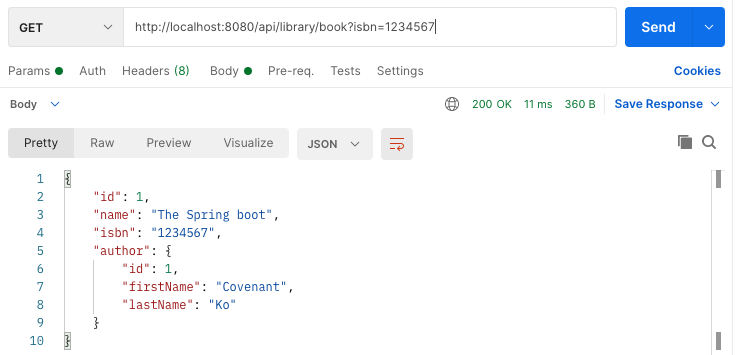 GET http://localhost:8080/api/library/book?isbn=1234567 Send
Params Auth Headers (8) Body Pre-req. Tests Settings Cookies
Body 200 OK 11 ms 360 B Save Response
Pretty Raw Preview Visualize JSON
1 {
2 "id": 1,
3 "name": "The Spring boot",
4 "isbn": "1234567",
5 "author": {
6 "id": 1,
7 "firstName": "Covenant",
8 "lastName": "Ko"
9 }
10 }